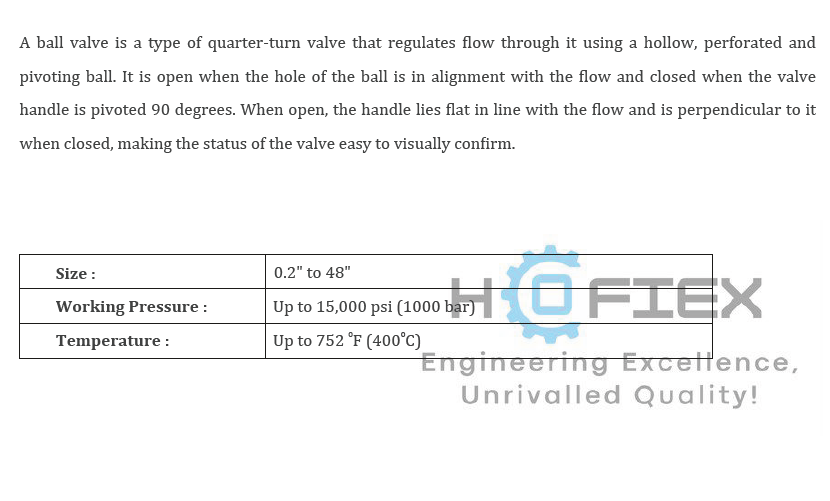 A ball valve is a type of quarter-turn valve that regulates flow through it using a hollow, perforated and
pivoting ball. It is open when the hole of the ball is in alignment with the flow and closed when the valve
handle is pivoted 90 degrees. When open, the handle lies flat in line with the flow and is perpendicular to it
when closed, making the status of the valve easy to visually confirm.
Size : 0.2" to 48"
Working Pressure : Up to 15,000 psi (1000 bar)
Temperature : Up to 752 °F (400°C)
HOFIEX
Engineering Excellence,
Unrivalled Quality!